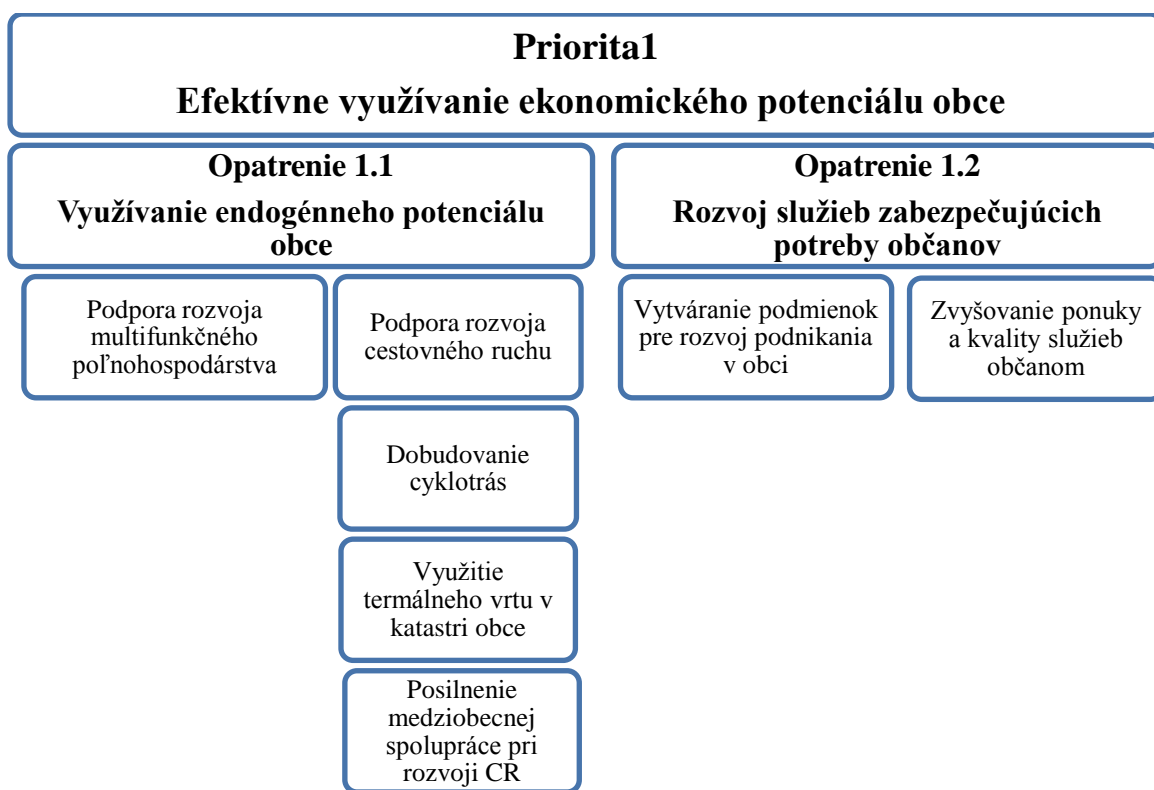 Priorita1
Efektívne využívanie ekonomického potenciálu obce
Opatrenie 1.1
Využívanie endogénneho potenciálu
obce
Opatrenie 1.2
Rozvoj služieb zabezpečujúcich
potreby občanov
Podpora rozvoja
multifunkčného
poľnohospodárstva
Podpora rozvoja
cestovného ruchu
Dobudovanie
cyklotrás
Využitie
termálneho vrtu v
katastri obce
Posilnenie
medziobecnej
spolupráce pri
rozvoji CR
Vytváranie podmienok
pre rozvoj podnikania
v obci
Zvyšovanie ponuky
a kvality služieb
občanom